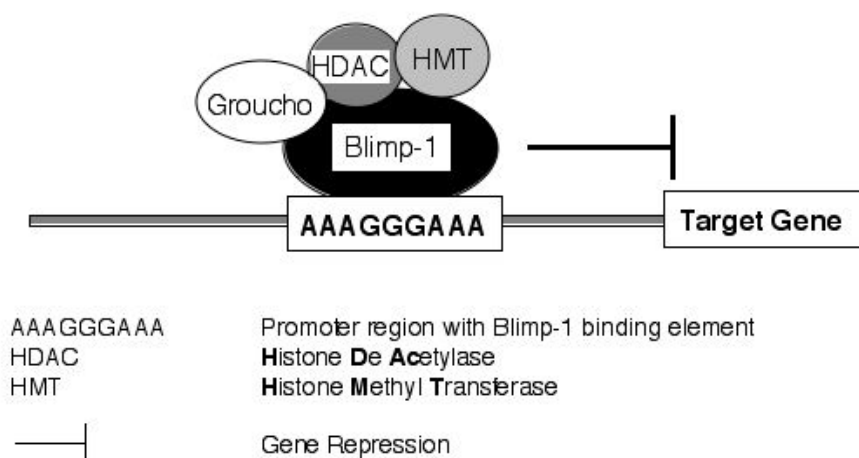 HDAC
HMT
Groucho
Blimp-1
AAAGGGAAA
Target Gene
AAAGGGAAA Promoter region with Blimp-1 binding element
HDAC Histone De Acetylase
HMT Histone Methyl Transferase
Gene Repression